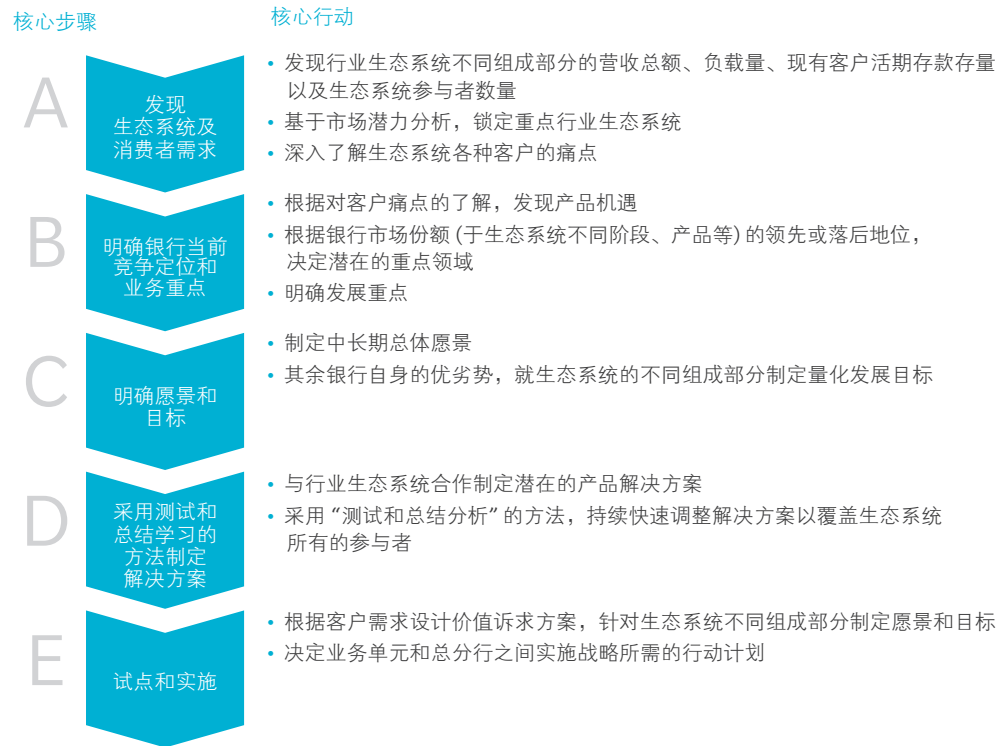 核心步骤
核心行动
A
发现
生态系统及
消费者需求
• 发现行业生态系统不同组成部分的营收总额、负载量、现有客户活期存款存量
以及生态系统参与者数量
• 基于市场潜力分析，锁定重点行业生态系统
• 深入了解生态系统各种客户的痛点
B
明确银行当前
竞争定位和
业务重点
• 根据对客户痛点的了解，发现产品机遇
• 根据银行市场份额 (于生态系统不同阶段、产品等) 的领先或落后地位，
决定潜在的重点领域
• 明确发展重点
C
明确愿景和
目标
• 制定中长期总体愿景
• 其余银行自身的优劣势，就生态系统的不同组成部分制定量化发展目标
D
采用测试和
总结学习的
方法制定
解决方案
• 与行业生态系统合作制定潜在的产品解决方案
• 采用 “测试和总结分析” 的方法，持续快速调整解决方案以覆盖生态系统
所有的参与者
E
试点和实施
• 根据客户需求设计价值诉求方案，针对生态系统不同组成部分制定愿景和目标
• 决定业务单元和总分行之间实施战略所需的行动计划